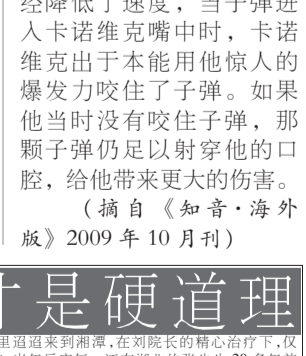 经降低了速度，当子弹进
入卡诺维克嘴中时，卡诺
维克出于本能用他惊人的
爆发力咬住了子弹。如果
他当时没有咬住子弹，那
颗子弹仍足以射穿他的口
腔，给他带来更大的伤害。
（摘自《知音·海外
版》2009年10月刊）
才是硬道理
里迢迢来到湘潭,在刘院长的精心治疗下,仅